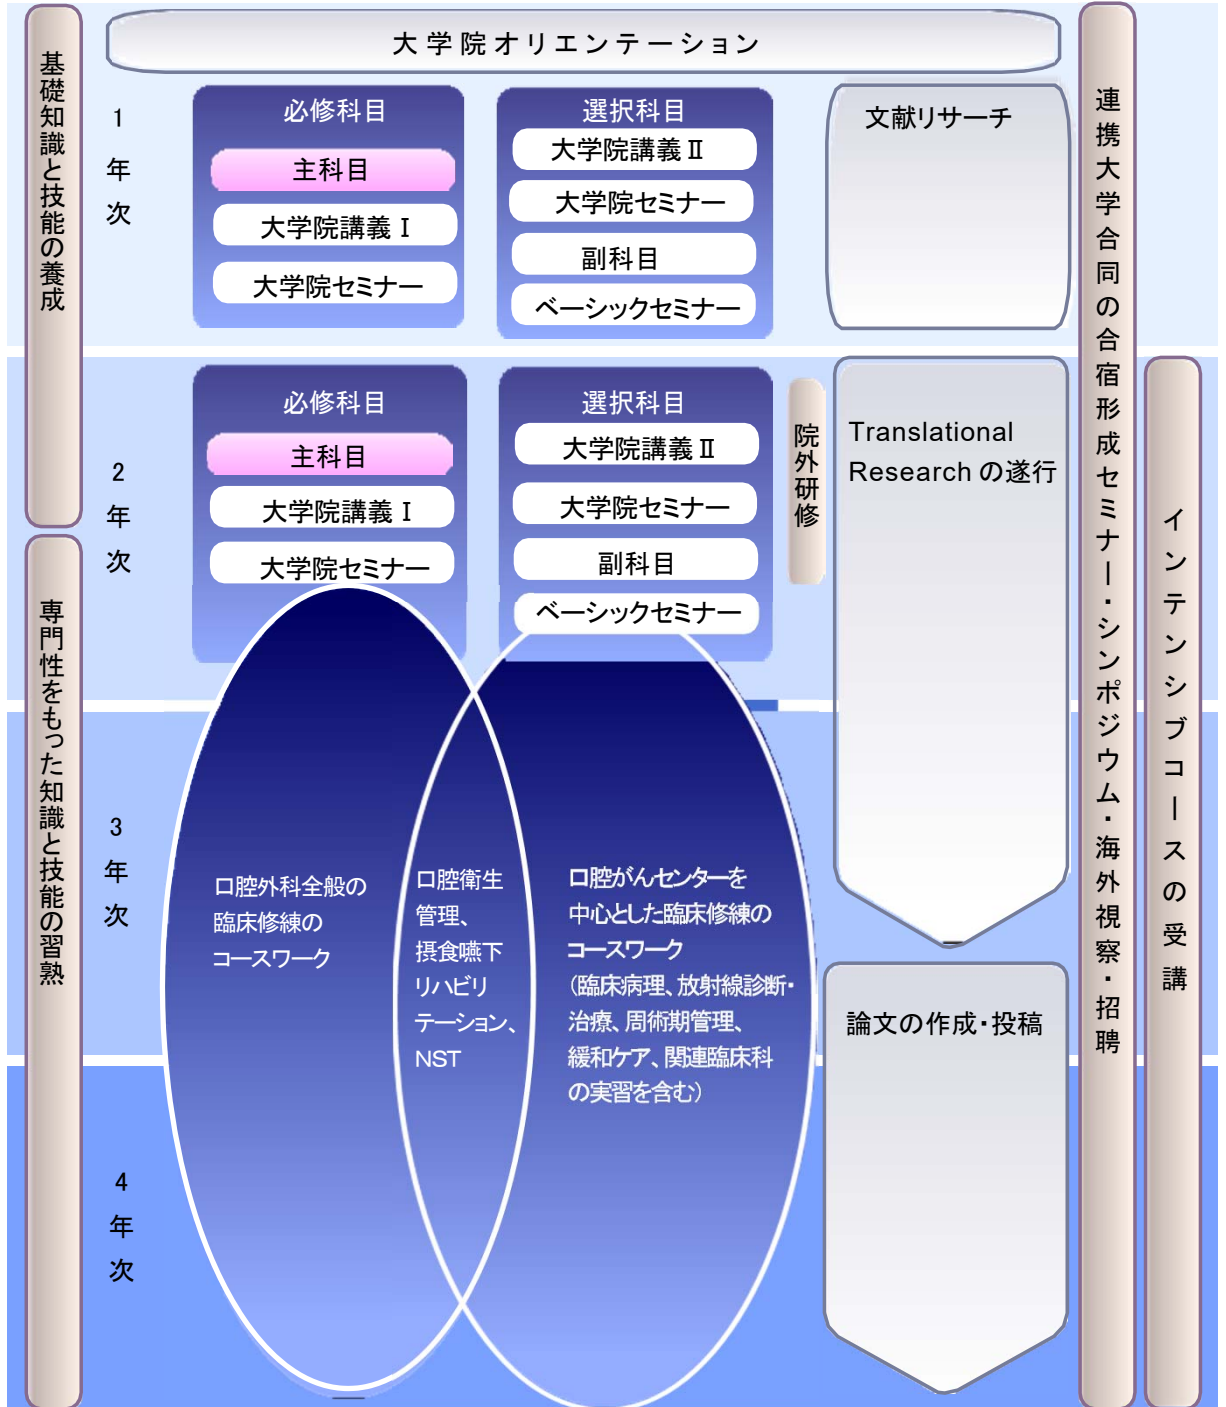 基礎知識と技能の養成
専門性をもった知識と技能の習熟
大学院オリエンテーション
1年次
必修科目
主科目
大学院講義Ⅰ
大学院セミナー
選択科目
大学院講義Ⅱ
大学院セミナー
副科目
ベーシックセミナー
文献リサーチ
2年次
必修科目
主科目
大学院講義Ⅰ
大学院セミナー
選択科目
大学院講義Ⅱ
大学院セミナー
副科目
ベーシックセミナー
院外研修
Translational
Research の遂行
3年次
口腔外科全般の
臨床修練の
コースワーク
口腔衛生
管理、
摂食嚥下
リハビリ
テーション、
NST
口腔がんセンターを
中心とした臨床修練の
コースワーク
(臨床病理、放射線診断・
治療、周術期管理、
緩和ケア、関連臨床科
の実習を含む)
論文の作成・投稿
4年次
連携大学合同の合宿形成セミナー・シンポジウム・海外視察・招聘
インテンシブコースの受講